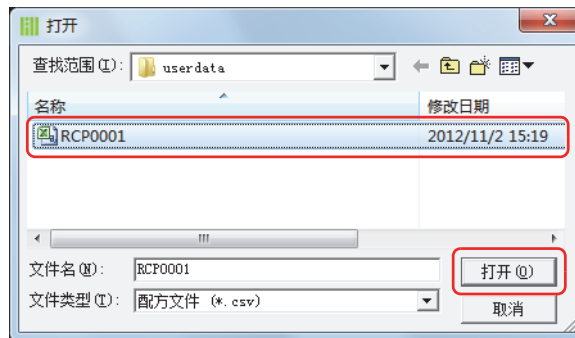 打开
查找范围(I): userdata
名称 修改日期
RCP0001 2012/11/2 15:19
文件名(N): RCP0001 打开(O)
文件类型(T): 配方文件 (*.csv) 取消